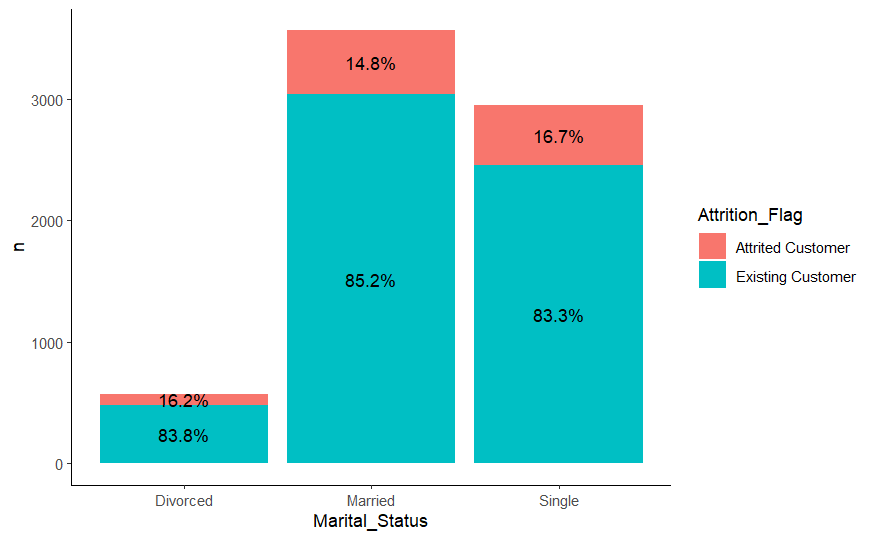 3000
2000
1000
0
n
14.8%
85.2%
16.7%
83.3%
16.2%
83.8%
Divorced
Married
Single
Marital_Status
Attrition_Flag
Attrited Customer
Existing Customer